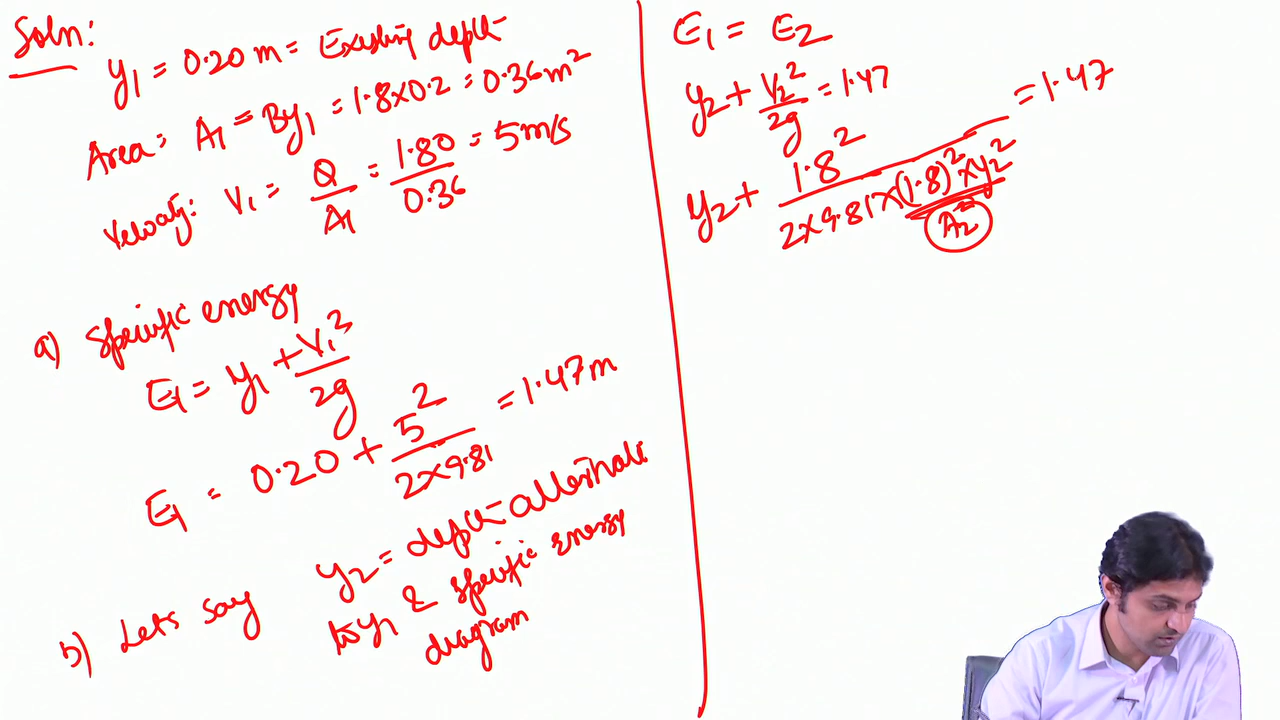 Soln:
y1 = 0.20 m = Existing depth
Area: A1 = By1 = 1.8×0.2 = 0.36 m²
Velocity: V1 = Q/A1 = 1.80/0.36 = 5 m/s
a) Specific energy
E1 = y1 + V1²/2g
E1 = 0.20 + 5²/2×9.81 = 1.47 m
b) Lets say y2 = depth alternate
to y1 & specific energy
diagram
E1 = E2
y2 + V2²/2g = 1.47
y2 + 1.8²/2×9.81×(1.8)²×y2² = 1.47
A2²